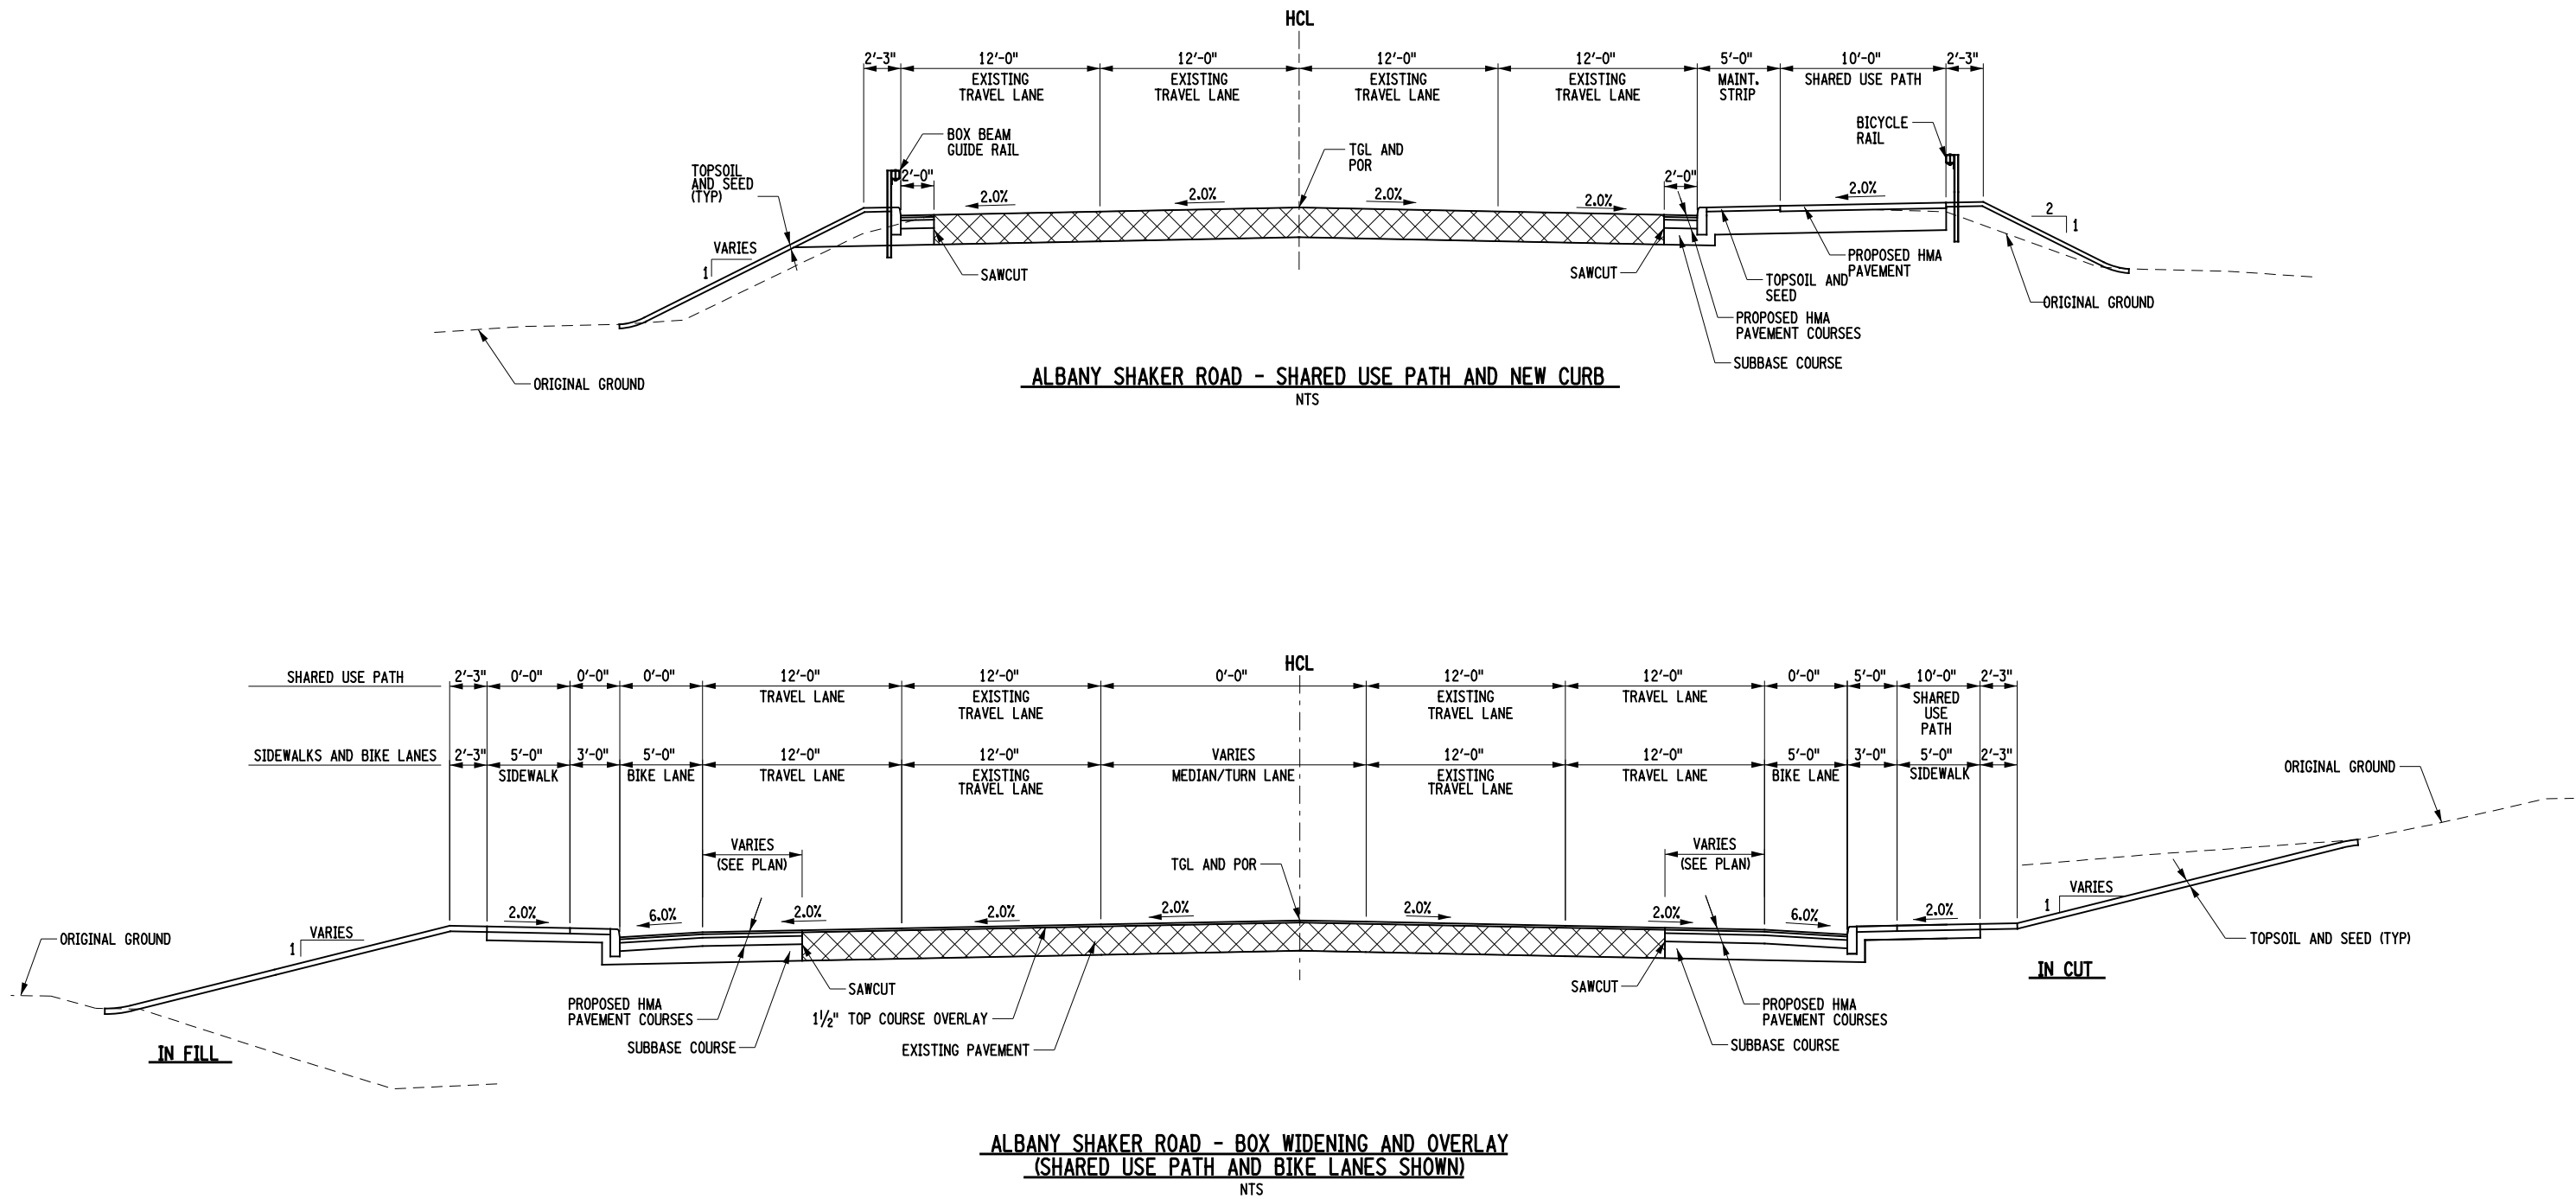 HCL
2'-3" 12'-0" 12'-0" 12'-0" 12'-0" 5'-0" 10'-0" 2'-3"
EXISTING EXISTING EXISTING EXISTING MAINT. SHARED USE PATH
TRAVEL LANE TRAVEL LANE TRAVEL LANE TRAVEL LANE STRIP
BOX BEAM
GUIDE RAIL
TGL AND
POR
BICYCLE
RAIL
TOPSOIL
AND SEED
(TYP)
2'-0" 2'-0"
2.0% 2.0% 2.0% 2.0% 2.0%
VARIES
1
2
1
SAWCUT
SAWCUT
PROPOSED HMA
PAVEMENT
TOPSOIL AND
SEED
ORIGINAL GROUND
PROPOSED HMA
PAVEMENT COURSES
SUBBASE COURSE
ORIGINAL GROUND
ALBANY SHAKER ROAD - SHARED USE PATH AND NEW CURB
NTS
HCL
SHARED USE PATH 2'-3" 0'-0" 0'-0" 0'-0" 12'-0" 12'-0" 0'-0" 12'-0" 12'-0" 0'-0" 5'-0" 10'-0" 2'-3"
TRAVEL LANE EXISTING EXISTING TRAVEL LANE SHARED
TRAVEL LANE TRAVEL LANE USE
PATH
SIDEWALKS AND BIKE LANES 2'-3" 5'-0" 3'-0" 5'-0" 12'-0" 12'-0" VARIES 12'-0" 12'-0" 5'-0" 3'-0" 5'-0" 2'-3"
SIDEWALK BIKE LANE TRAVEL LANE EXISTING MEDIAN/TURN LANE EXISTING TRAVEL LANE BIKE LANE SIDEWALK
TRAVEL LANE TRAVEL LANE
ORIGINAL GROUND
VARIES
(SEE PLAN)
TGL AND POR
VARIES
(SEE PLAN)
2.0% 6.0% 2.0% 2.0% 2.0% 2.0% 2.0% 6.0% 2.0%
VARIES
1
VARIES
1
ORIGINAL GROUND
TOPSOIL AND SEED (TYP)
IN CUT
SAWCUT
SAWCUT
PROPOSED HMA
PAVEMENT COURSES
1½" TOP COURSE OVERLAY
PROPOSED HMA
PAVEMENT COURSES
SUBBASE COURSE
EXISTING PAVEMENT
SUBBASE COURSE
IN FILL
ALBANY SHAKER ROAD - BOX WIDENING AND OVERLAY
(SHARED USE PATH AND BIKE LANES SHOWN)
NTS